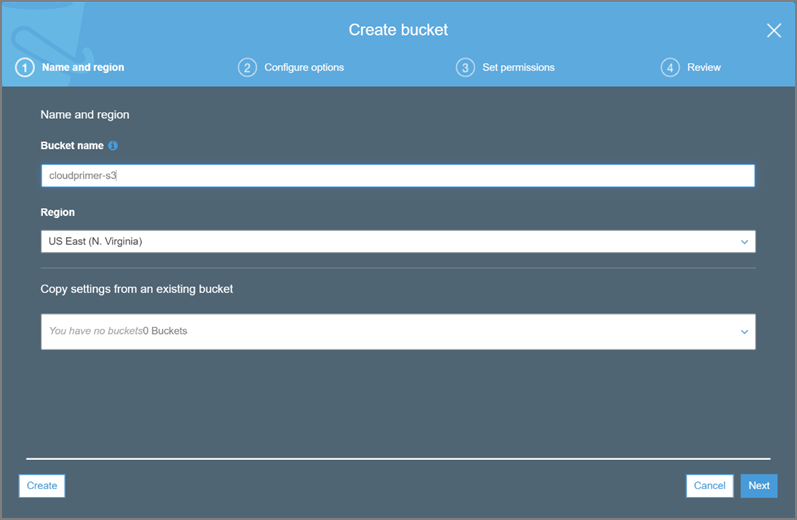 Create bucket
1 Name and region 2 Configure options 3 Set permissions 4 Review
Name and region
Bucket name
cloudprimer-s3
Region
US East (N. Virginia)
Copy settings from an existing bucket
You have no buckets0 Buckets
Create Cancel Next